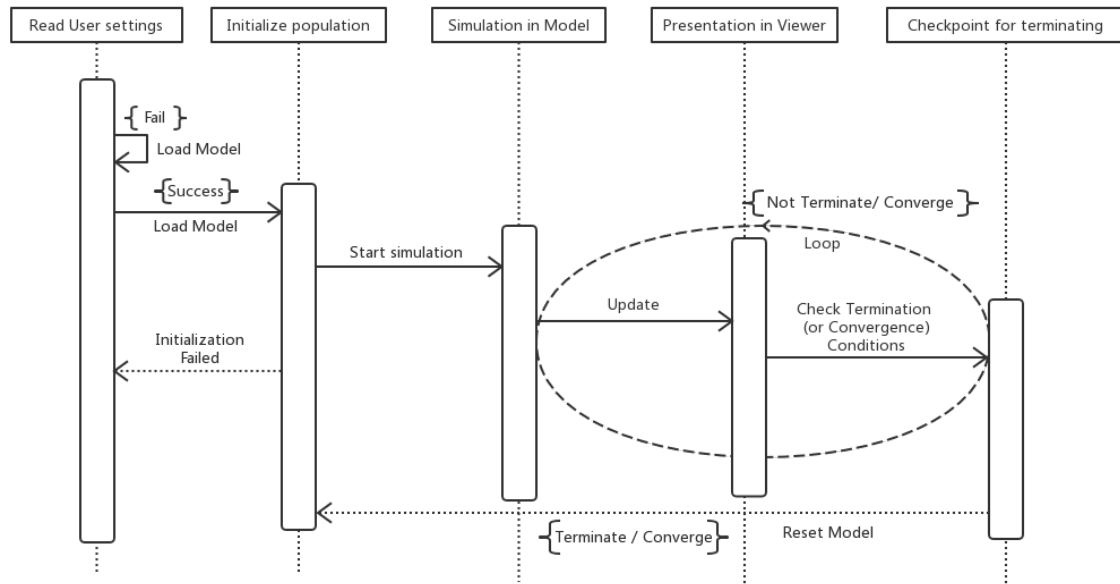 Read User settings
Initialize population
Simulation in Model
Presentation in Viewer
Checkpoint for terminating
{ Fail }
Load Model
{Success}
Load Model
Start simulation
Initialization
Failed
{ Not Terminate/ Converge }
Loop
Update
Check Termination
(or Convergence)
Conditions
{Terminate / Converge }
Reset Model